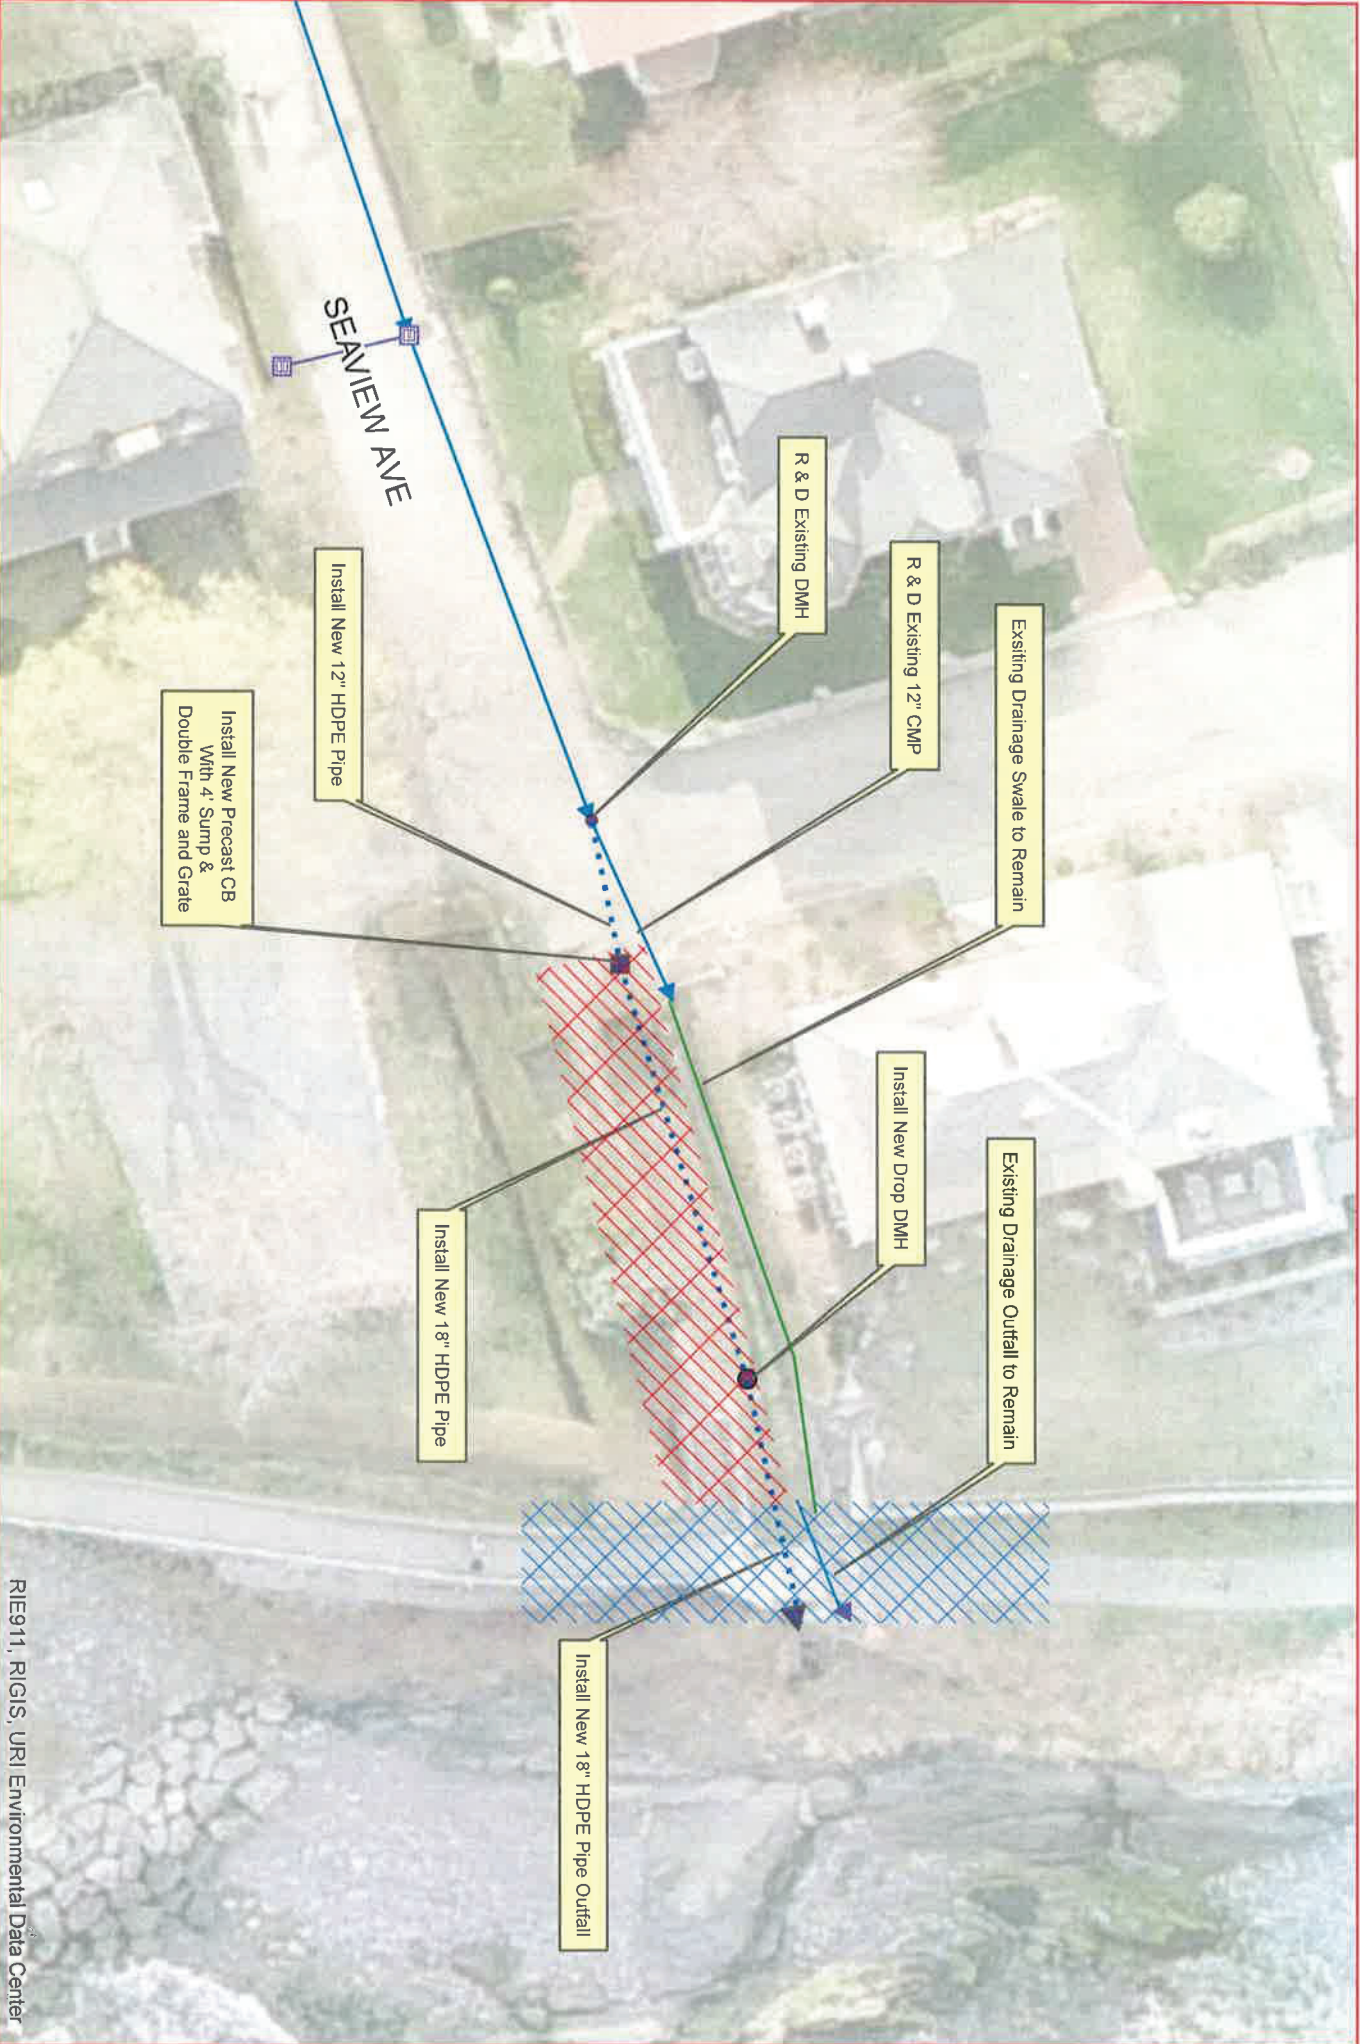 Existing Drainage Outfall to Remain
Exsiting Drainage Swale to Remain
R & D Existing 12" CMP
Install New Drop DMH
R & D Existing DMH
Install New 18" HDPE Pipe Outfall
Install New 18" HDPE Pipe
SEAVIEW AVE
Install New 12" HDPE Pipe
Install New Precast CB
With 4' Sump &
Double Frame and Grate
RIE911, RIGIS, URI Environmental Data Center